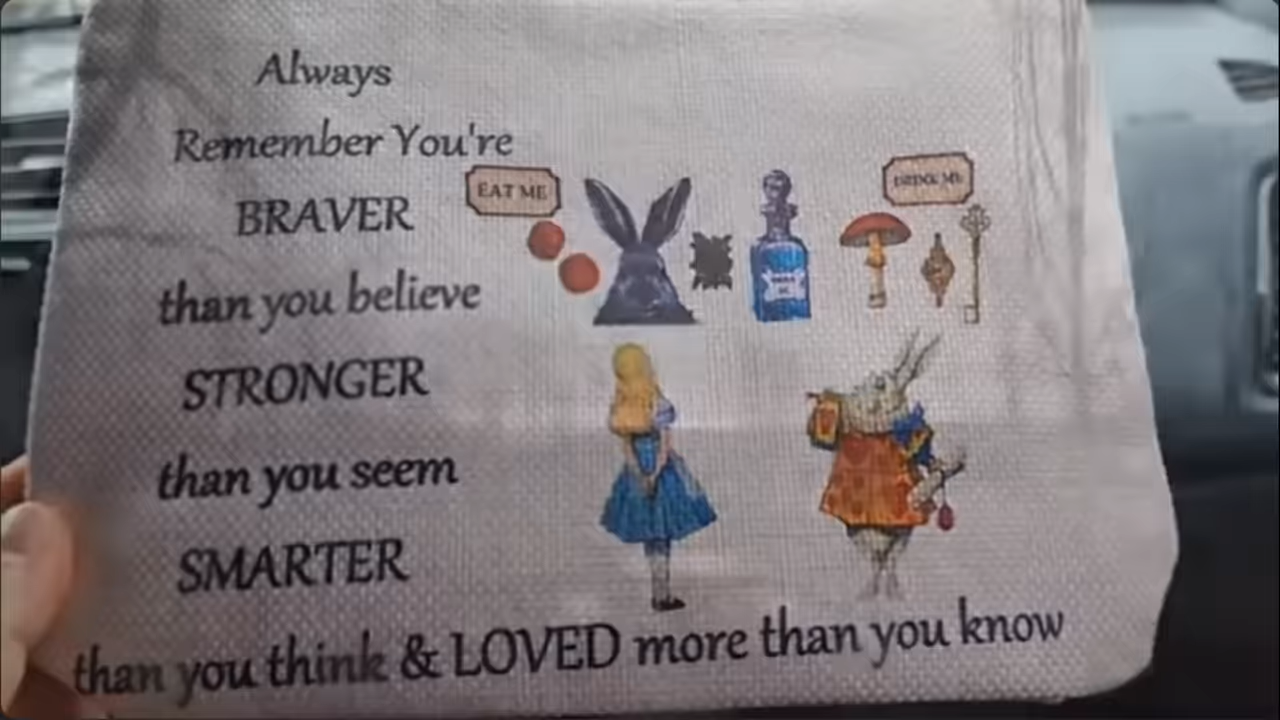 Always
Remember You're
BRAVER
than you believe
STRONGER
than you seem
SMARTER
than you think & LOVED more than you know
EAT ME
DRINK ME